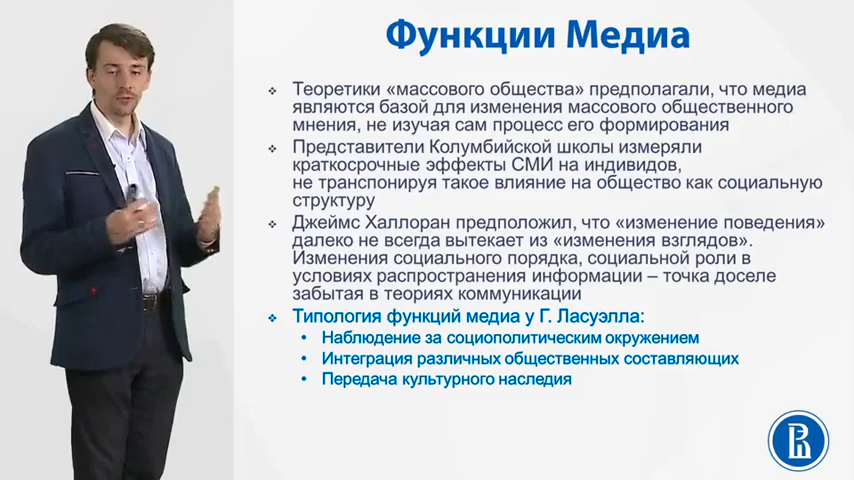 Функции Медиа
Теоретики «массового общества» предполагали, что медиа
являются базой для изменения массового общественного
мнения, не изучая сам процесс его формирования
Представители Колумбийской школы измеряли
краткосрочные эффекты СМИ на индивидов,
не транспонируя такое влияние на общество как социальную
структуру
Джеймс Халлоран предположил, что «изменение поведения»
далеко не всегда вытекает из «изменения взглядов».
Изменения социального порядка, социальной роли в
условиях распространения информации – точка доселе
забытая в теориях коммуникации
Типология функций медиа у Г. Ласуэлла:
Наблюдение за социополитическим окружением
Интеграция различных общественных составляющих
Передача культурного наследия